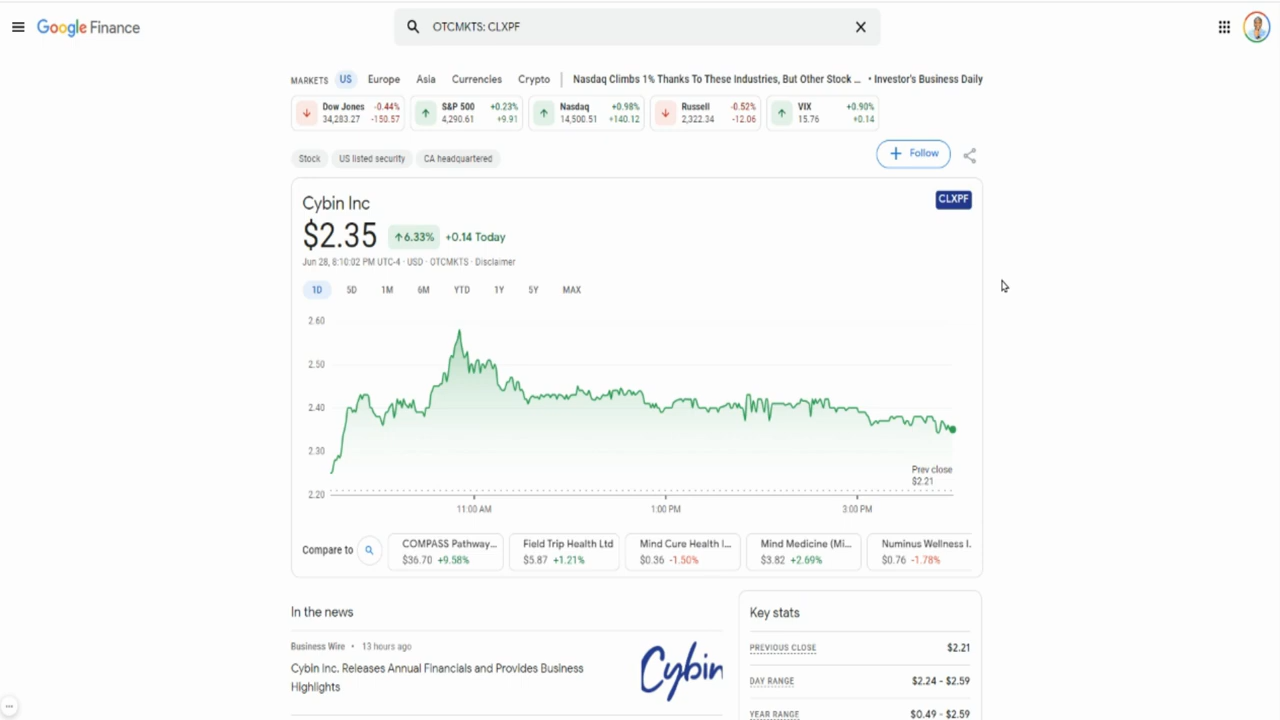 Google Finance
OTCMKTS: CLXPF
MARKETS US Europe Asia Currencies Crypto Nasdaq Climbs 1% Thanks To These Industries, But Other Stock ... • Investor's Business Daily
Dow Jones -0.44% S&P 500 +0.23% Nasdaq +0.98% Russell -0.52% VIX +0.90%
34,283.27 -150.57 4,290.61 +9.91 14,500.51 +140.12 2,322.34 -12.06 15.76 +0.14
Stock US listed security CA headquartered
+ Follow
Cybin Inc CLXPF
$2.35 ↑6.33% +0.14 Today
Jun 28, 8:10:02 PM UTC-4 · USD · OTCMKTS · Disclaimer
1D 5D 1M 6M YTD 1Y 5Y MAX
2.60
2.50
2.40
2.30
Prev close
$2.21
2.20
11:00 AM 1:00 PM 3:00 PM
Compare to
COMPASS Pathway... Field Trip Health Ltd Mind Cure Health I... Mind Medicine (Mi... Numinus Wellness I.
$36.70 +9.58% $5.87 +1.21% $0.36 -1.50% $3.82 +2.69% $0.76 -1.78%
In the news
Business Wire • 13 hours ago
Cybin Inc. Releases Annual Financials and Provides Business
Highlights
Cybin
Key stats
PREVIOUS CLOSE $2.21
DAY RANGE $2.24 - $2.59
YEAR RANGE $0.49 - $2.59